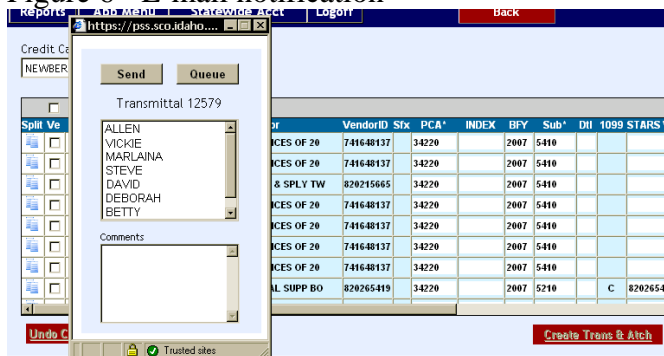 Figure 6 - E-mail notification
Reports App Menu Statewide Acct Logoff Back
https://pss.sco.idaho....
Credit Ca
NEWBER
Send Queue
Transmittal 12579
ALLEN
VICKIE
MARLAINA
STEVE
DAVID
DEBORAH
BETTY
Comments
Split Ve or VendorID Sfx PCA* INDEX BFY Sub* Dtl 1099 STARS V
ICES OF 20 741648137 34220 2007 5410
ICES OF 20 741648137 34220 2007 5410
& SPLY TW 820215665 34220 2007 5410
ICES OF 20 741648137 34220 2007 5410
ICES OF 20 741648137 34220 2007 5410
ICES OF 20 741648137 34220 2007 5410
ICES OF 20 741648137 34220 2007 5410
AL SUPP BO 820265419 34220 2007 5210 C 8202654
Undo C Create Trans & Atch
Trusted sites